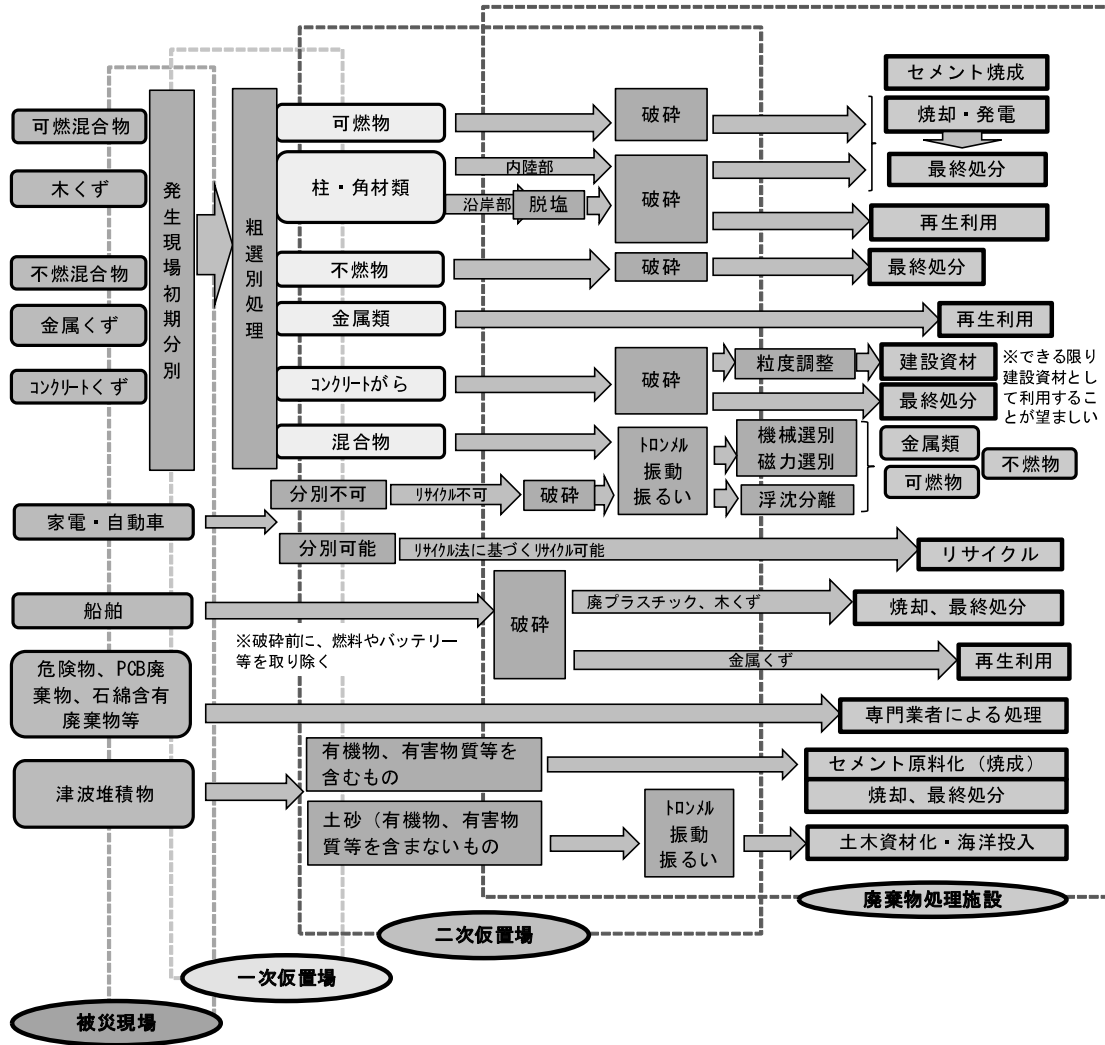 可燃混合物
木くず
不燃混合物
金属くず
コンクリートくず
発生現場初期分別
粗選別処理
可燃物
破砕
セメント焼成
焼却・発電
最終処分
柱・角材類
内陸部
沿岸部
脱塩
破砕
再生利用
不燃物
破砕
最終処分
金属類
再生利用
コンクリートがら
破砕
粒度調整
建設資材
最終処分
※できる限り
建設資材とし
て利用するこ
とが望ましい
混合物
トロンメル
振動
振るい
機械選別
磁力選別
浮沈分離
金属類
可燃物
不燃物
家電・自動車
分別不可
リサイクル不可
破砕
分別可能
リサイクル法に基づくリサイクル可能
リサイクル
船舶
※破砕前に、燃料やバッテリー
等を取り除く
破砕
廃プラスチック、木くず
焼却、最終処分
金属くず
再生利用
危険物、PCB廃
棄物、石綿含有
廃棄物等
専門業者による処理
津波堆積物
有機物、有害物質等を
含むもの
セメント原料化（焼成）
焼却、最終処分
土砂（有機物、有害物
質等を含まないもの
トロンメル
振動
振るい
土木資材化・海洋投入
廃棄物処理施設
二次仮置場
一次仮置場
被災現場